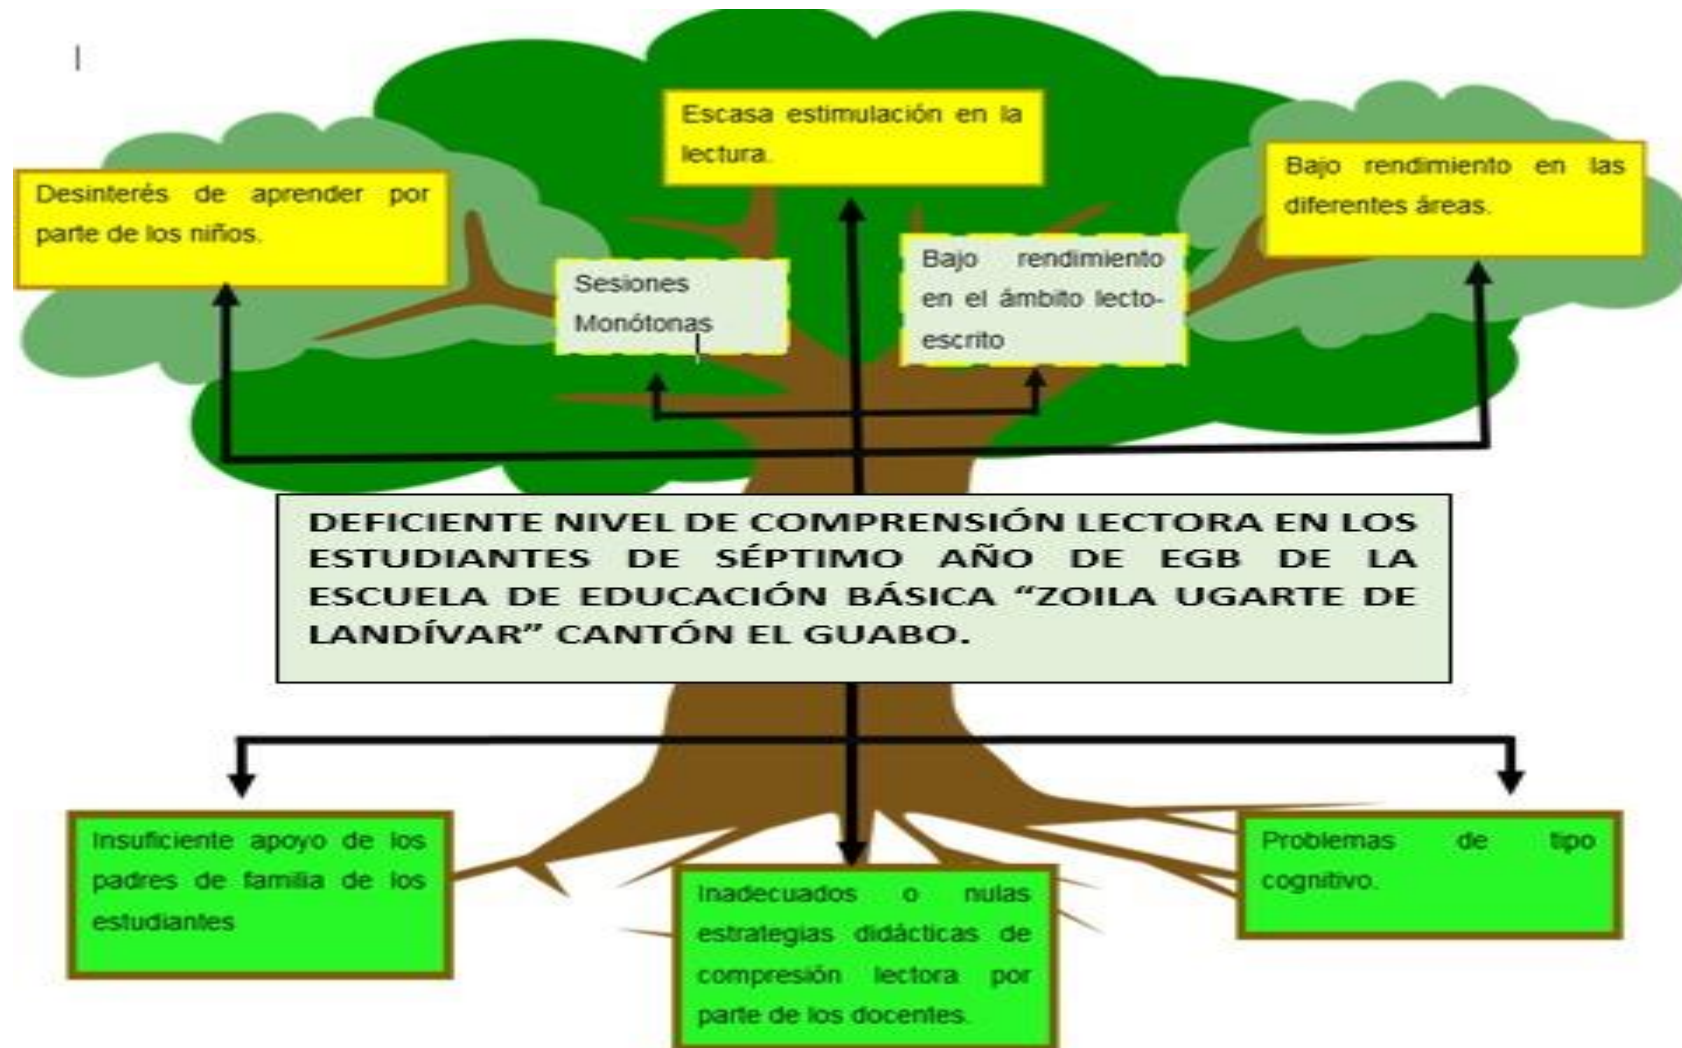 Escasa estimulación en la
lectura.
Desinterés de aprender por
parte de los niños.
Bajo rendimiento en las
diferentes áreas.
Sesiones
Monótonas
Bajo rendimiento
en el ámbito lecto-
escrito
DEFICIENTE NIVEL DE COMPRENSIÓN LECTORA EN LOS
ESTUDIANTES DE SÉPTIMO AÑO DE EGB DE LA
ESCUELA DE EDUCACIÓN BÁSICA “ZOILA UGARTE DE
LANDÍVAR” CANTÓN EL GUABO.
Insuficiente apoyo de los
padres de familia de los
estudiantes
Inadecuados o nulas
estrategias didácticas de
compresión lectora por
parte de los docentes.
Problemas de tipo
cognitivo.